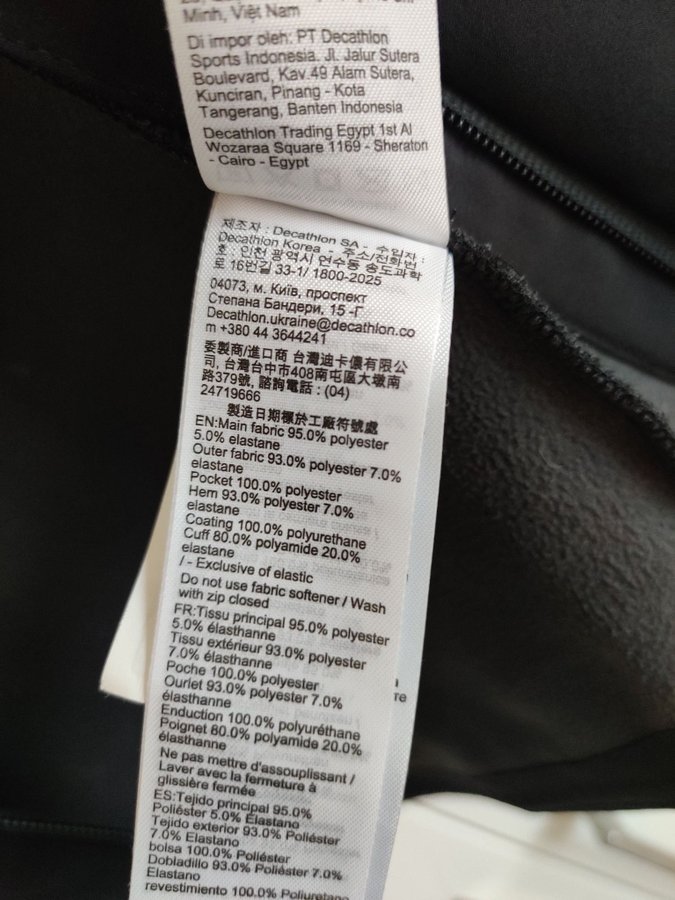 Minh, Việt Nam
Di impor oleh: PT Decathlon
Sports Indonesia. Jl. Jalur Sutera
Boulevard, Kav.49 Alam Sutera,
Kunciran, Pinang - Kota
Tangerang, Banten Indonesia
Decathlon Trading Egypt 1st Al
Wozaraa Square 1169 - Sheraton
- Cairo - Egypt
제조자 : Decathlon SA - 수입자 :
Decathlon Korea - 주소/전화번
호 : 인천 광역시 연수동 송도과학
로 16번길 33-1/ 1800-2025
04073, м. Київ, проспект
Степана Бандери, 15 -Г
Decathlon.ukraine@decathlon.co
m +380 44 3644241
委製商/進口商 台灣迪卡儂有限公
司, 台灣台中市408南屯區大墩南
路379號, 諮詢電話 : (04)
24719666
製造日期標於工廠符號處
EN:Main fabric 95.0% polyester
5.0% elastane
Outer fabric 93.0% polyester 7.0%
elastane
Pocket 100.0% polyester
Hem 93.0% polyester 7.0%
elastane
Coating 100.0% polyurethane
Cuff 80.0% polyamide 20.0%
elastane
/ - Exclusive of elastic
Do not use fabric softener / Wash
with zip closed
FR:Tissu principal 95.0% polyester
5.0% élasthanne
Tissu extérieur 93.0% polyester
7.0% élasthanne
Poche 100.0% polyester
Ourlet 93.0% polyester 7.0%
élasthanne
Enduction 100.0% polyuréthane
Poignet 80.0% polyamide 20.0%
élasthanne
Ne pas mettre d'assouplissant /
Laver avec la fermeture à
glissière fermée
ES:Tejido principal 95.0%
Poliéster 5.0% Elastano
Tejido exterior 93.0% Poliéster
7.0% Elastano
bolsa 100.0% Poliéster
Dobladillo 93.0% Poliéster 7.0%
Elastano
revestimiento 100.0% Poliuretano